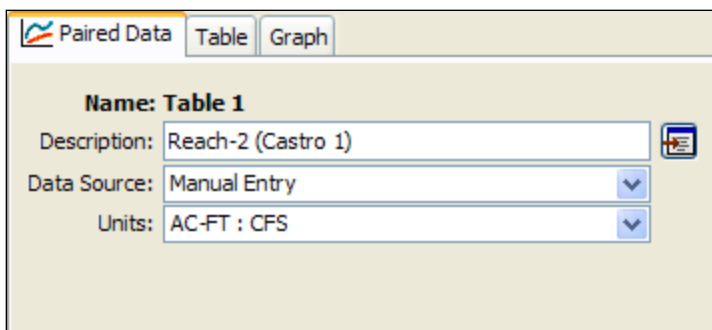 Paired Data Table Graph
Name: Table 1
Description: Reach-2 (Castro 1)
Data Source: Manual Entry
Units: AC-FT : CFS